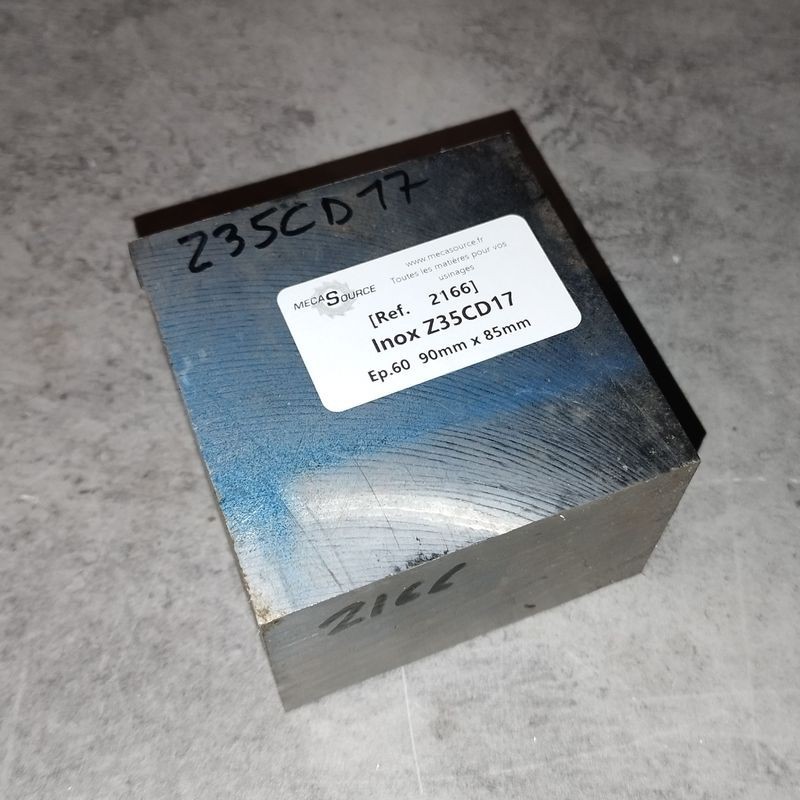 Z35CD17
MECASOURCE
www.mecasource.fr
Toutes les matières pour vos
usinages
[Ref. 2166]
Inox Z35CD17
Ep.60 90mm x 85mm
2166